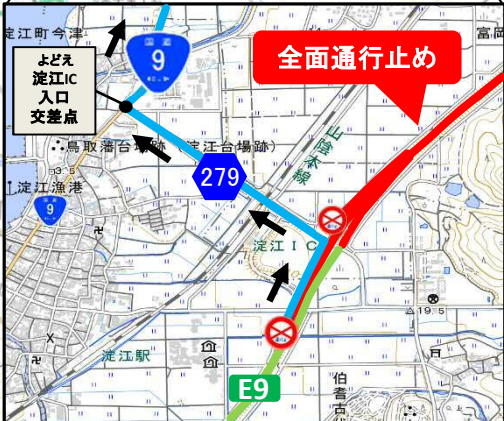 淀江町今津
国道
9
全面通行止め
富岡
よどえ
淀江IC
入口
交差点
鳥取藩台場跡(淀江台場跡)
山陰本線
3.5
淀江漁港
279
9
淀江IC
19.5
淀江駅
E9
伯耆古